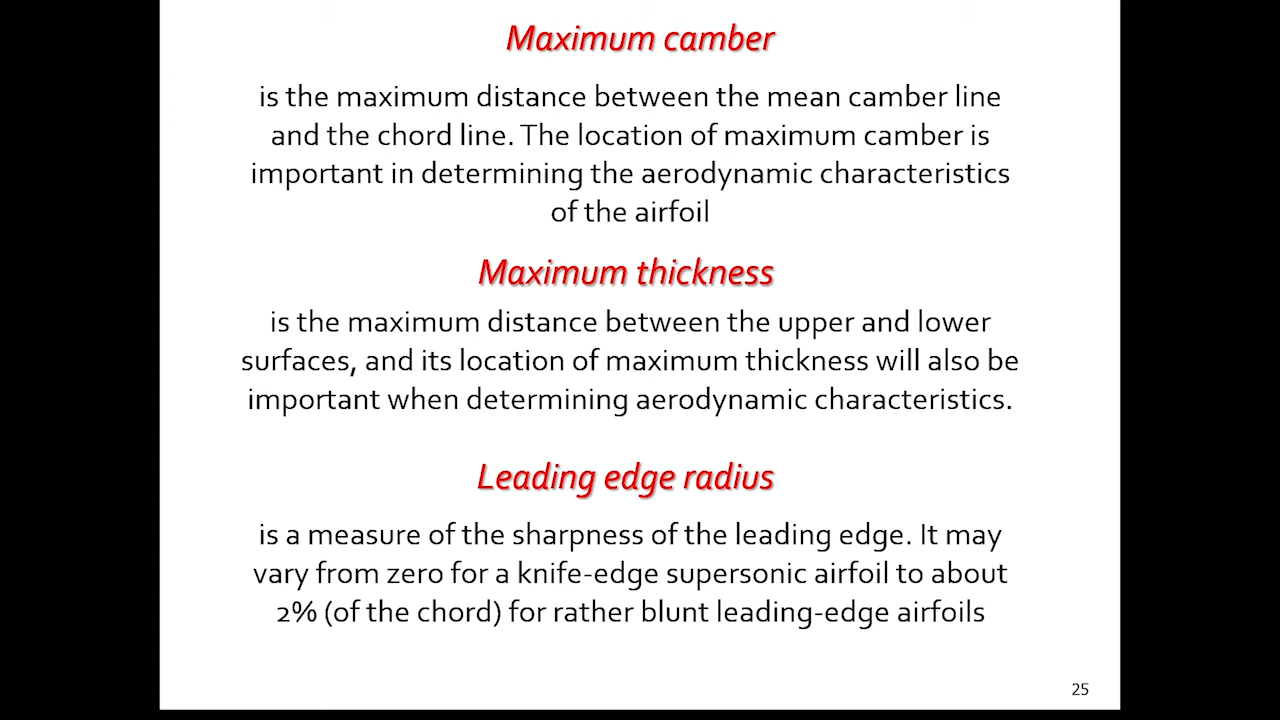 Maximum camber
is the maximum distance between the mean camber line
and the chord line. The location of maximum camber is
important in determining the aerodynamic characteristics
of the airfoil
Maximum thickness
is the maximum distance between the upper and lower
surfaces, and its location of maximum thickness will also be
important when determining aerodynamic characteristics.
Leading edge radius
is a measure of the sharpness of the leading edge. It may
vary from zero for a knife-edge supersonic airfoil to about
2% (of the chord) for rather blunt leading-edge airfoils
25